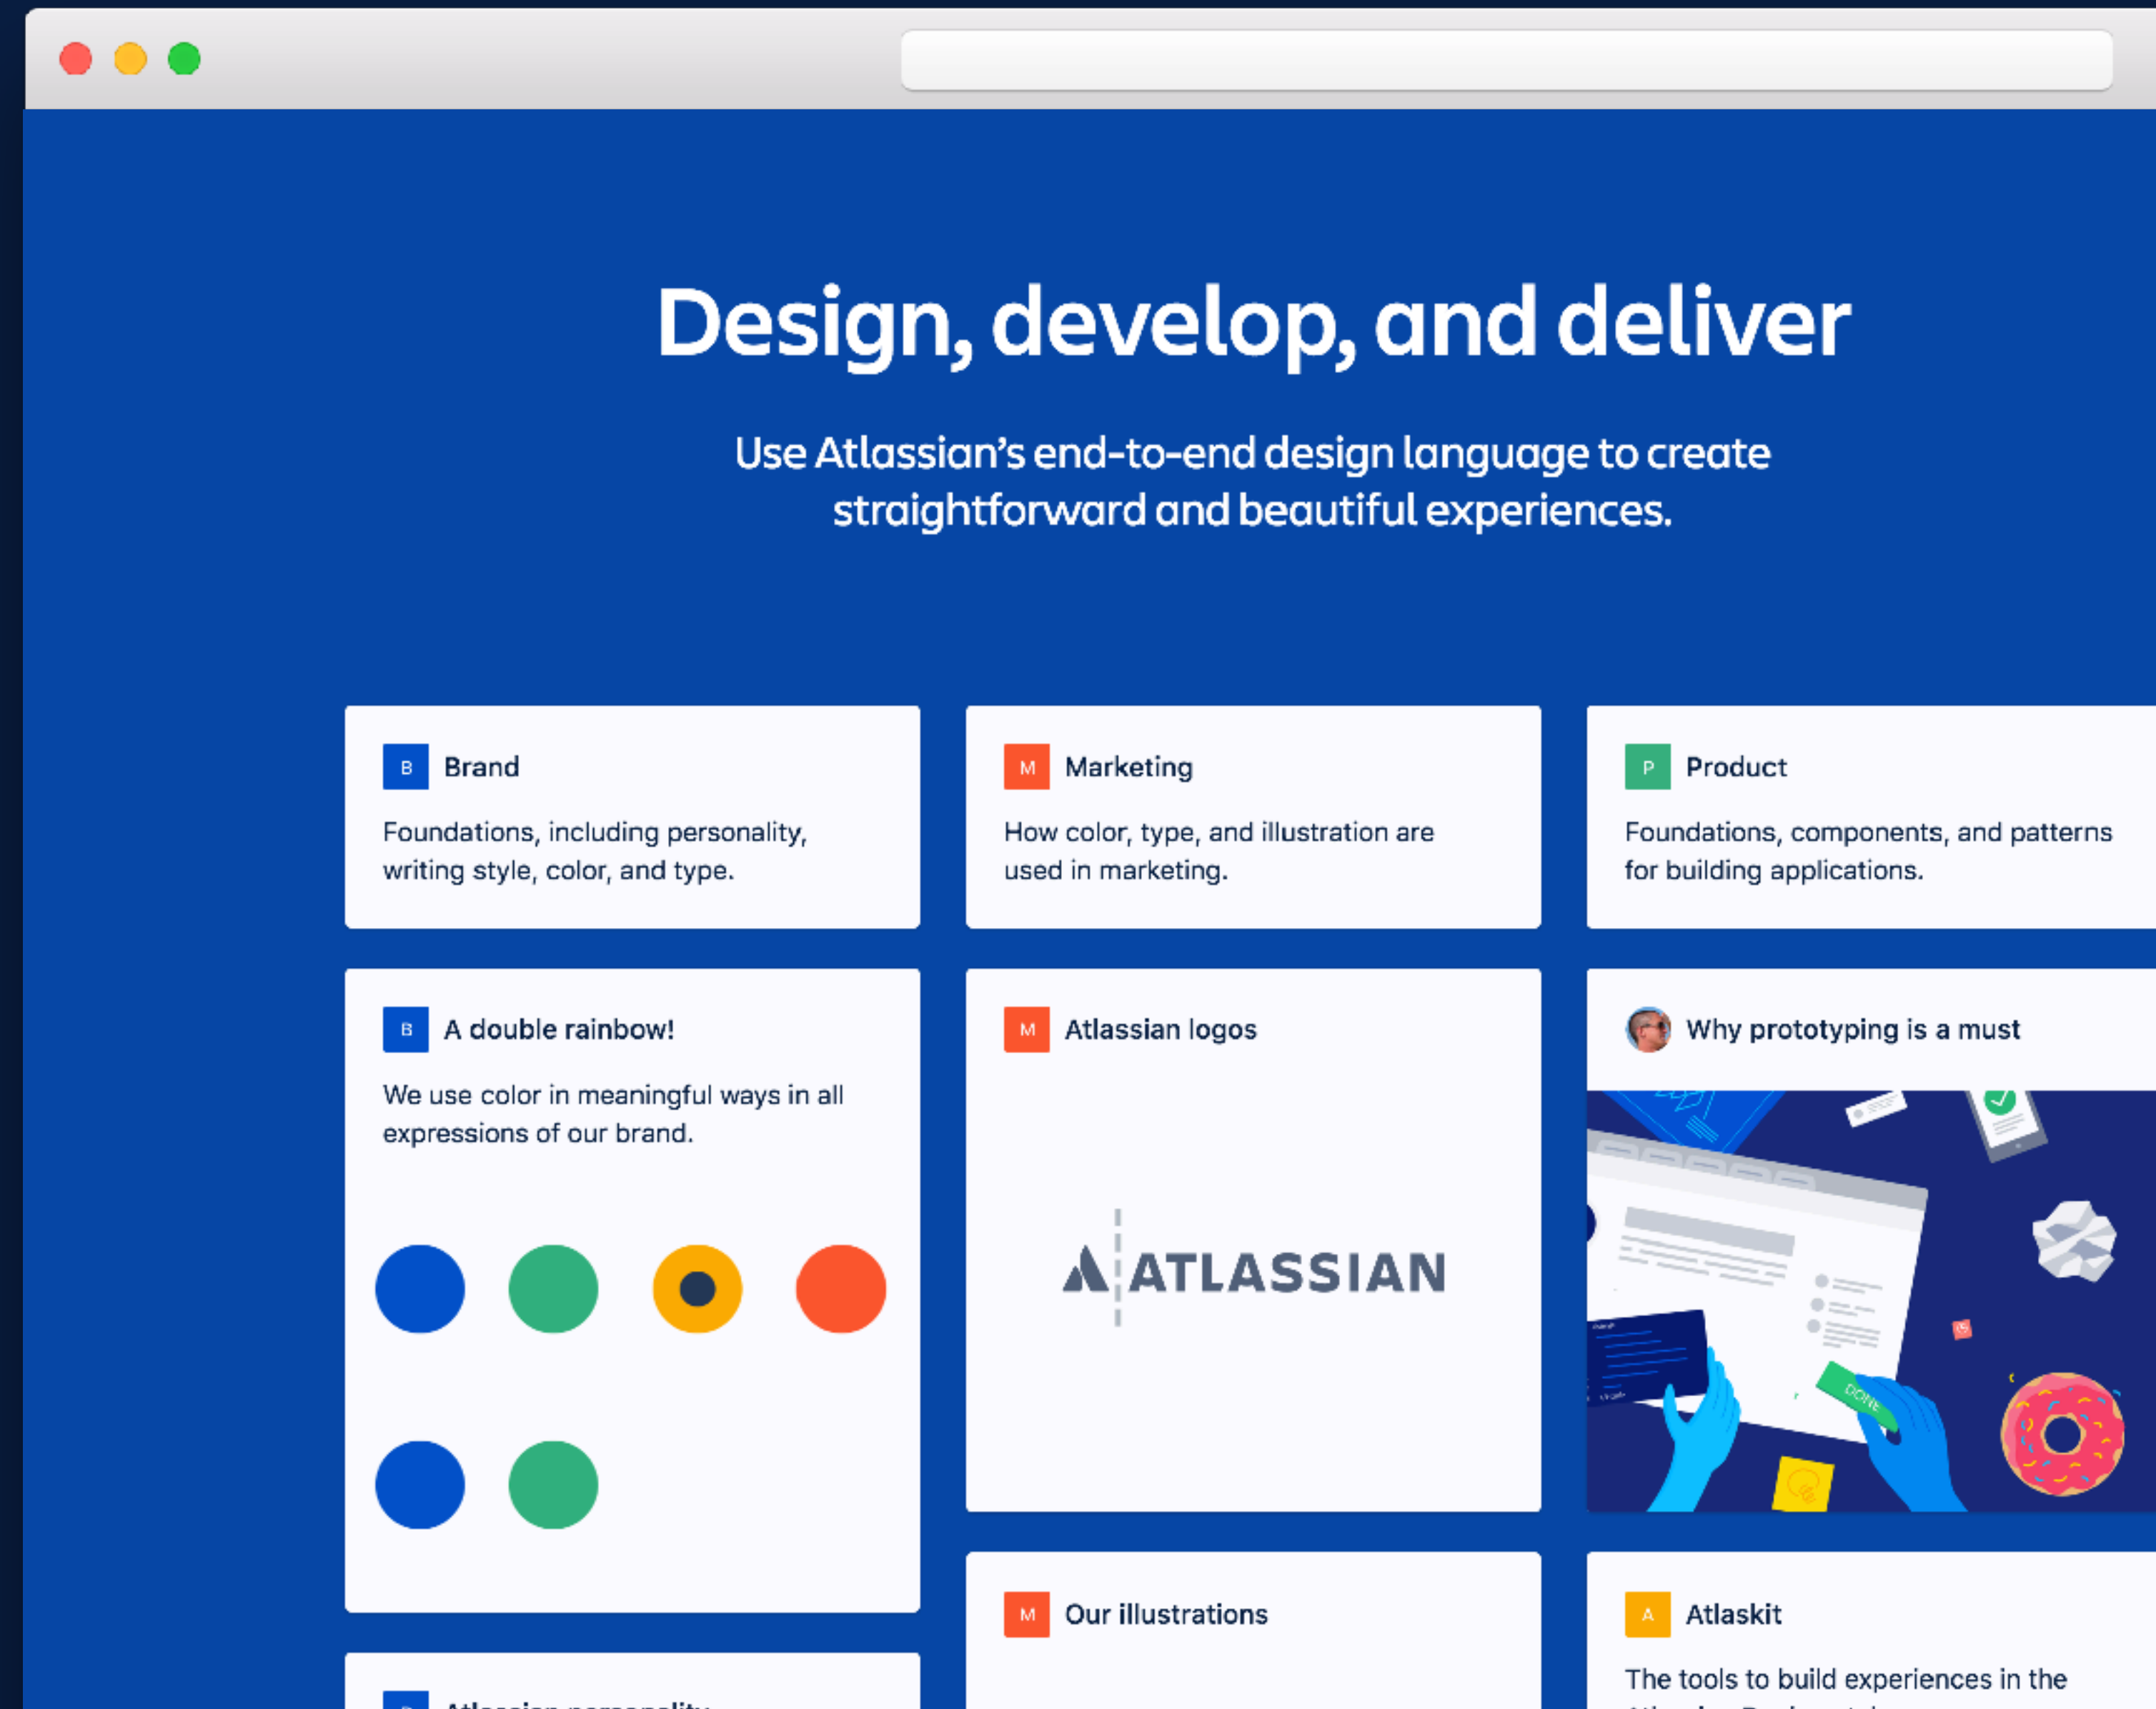 Design, develop, and deliver
Use Atlassian’s end-to-end design language to create
straightforward and beautiful experiences.
B Brand
Foundations, including personality,
writing style, color, and type.
M Marketing
How color, type, and illustration are
used in marketing.
P Product
Foundations, components, and patterns
for building applications.
B A double rainbow!
We use color in meaningful ways in all
expressions of our brand.
M Atlassian logos
ATLASSIAN
Why prototyping is a must
DONE
M Our illustrations
A Atlaskit
The tools to build experiences in the
Atlassian personality